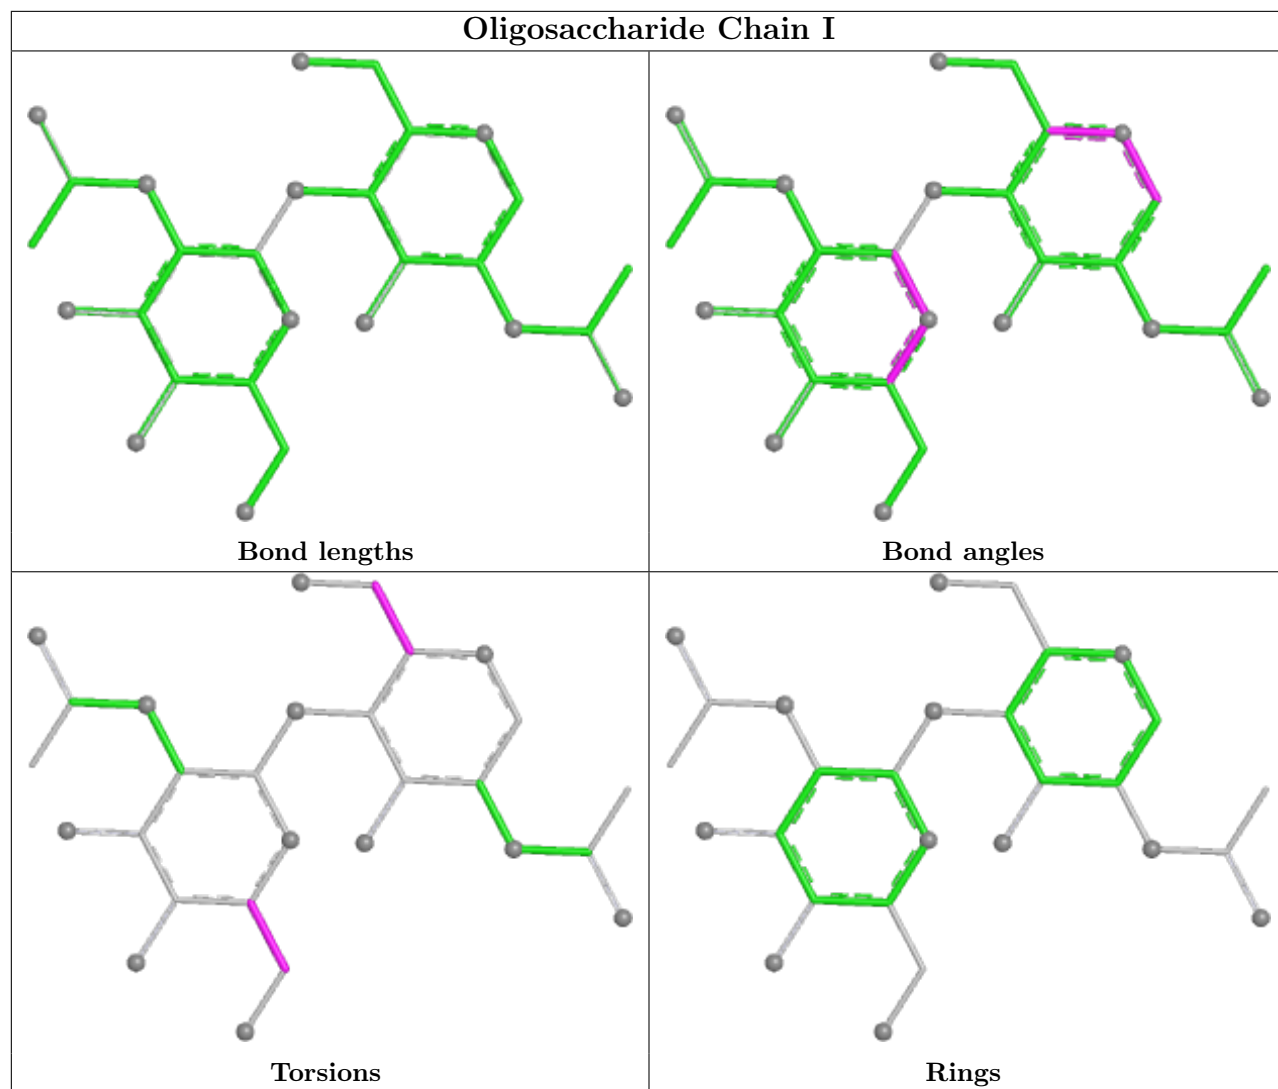 Oligosaccharide Chain I
Bond lengths
Bond angles
Torsions
Rings